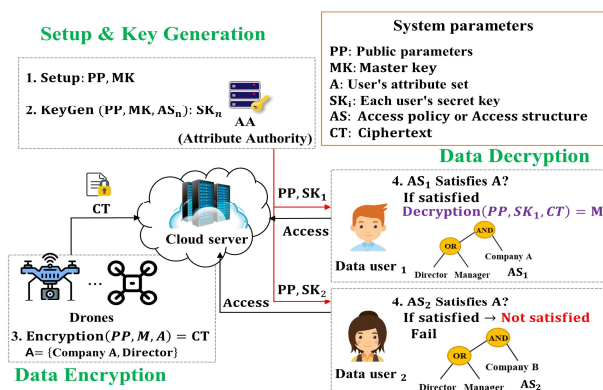 Setup & Key Generation
1. Setup: PP, MK
2. KeyGen (PP, MK, ASn): SKn
AA
(Attribute Authority)
System parameters
PP: Public parameters
MK: Master key
A: User's attribute set
SKi: Each user's secret key
AS: Access policy or Access structure
CT: Ciphertext
CT
Cloud server
Drones
3. Encryption(PP, M, A) = CT
A= {Company A, Director}
Data Encryption
Data Decryption
PP, SK1
Access
4. AS1 Satisfies A?
If satisfied
Decryption(PP, SK1, CT) = M
AND
OR
Company A
Director Manager AS1
Data user 1
PP, SK2
Access
4. AS2 Satisfies A?
If satisfied → Not satisfied
Fail
AND
OR
Company B
Director Manager AS2
Data user 2